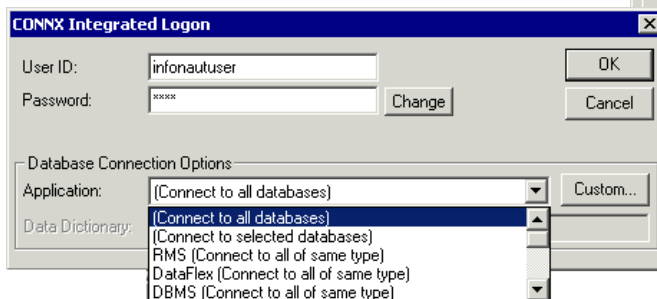 CONNX Integrated Logon
User ID: infonautuser OK
Password: **** Change Cancel
Database Connection Options
Application: (Connect to all databases) Custom...
Data Dictionary: (Connect to all databases)
(Connect to selected databases)
RMS (Connect to all of same type)
DataFlex (Connect to all of same type)
DBMS (Connect to all of same type)